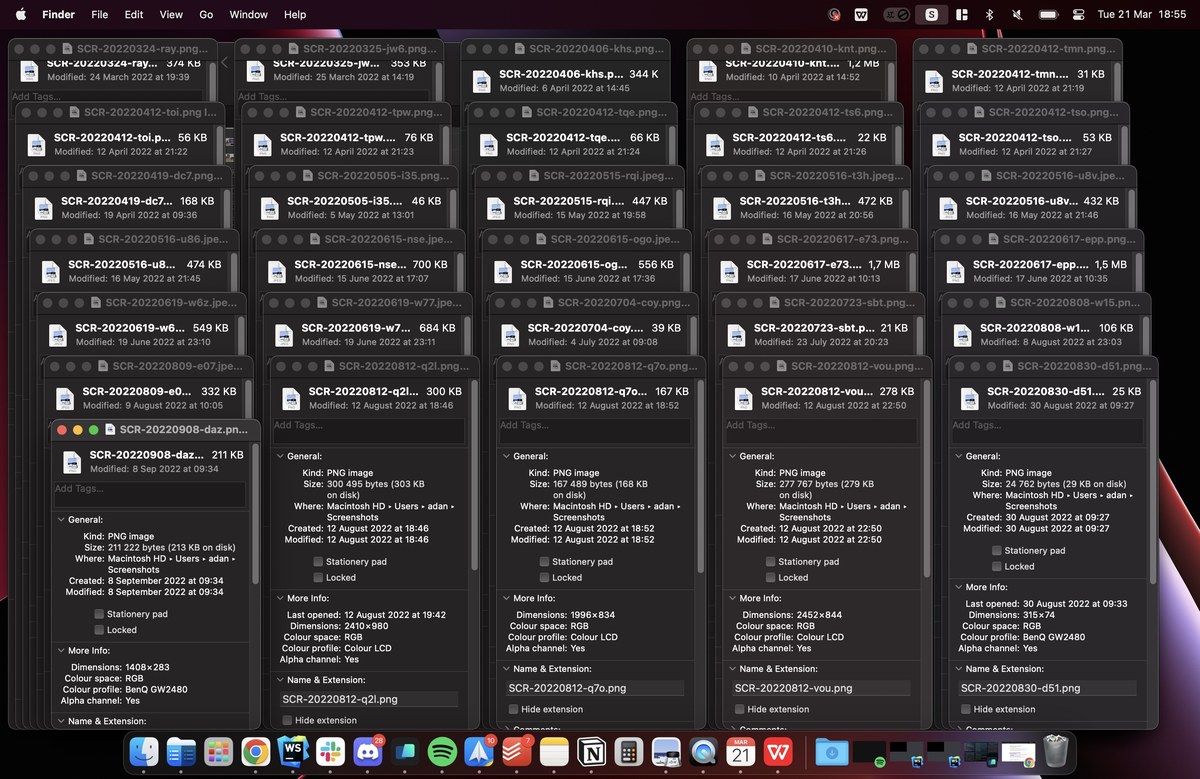 Finder File Edit View Go Window Help
S
Tue 21 Mar 18:55
SCR-20220324-ray.png...
SCR-20220324-ray... 374 KB
Modified: 24 March 2022 at 19:39
Add Tags...
SCR-20220325-jw6.png...
SCR-20220325-jw... 353 KB
Modified: 25 March 2022 at 14:19
Add Tags...
SCR-20220406-khs.png...
SCR-20220406-khs.p... 344 K
Modified: 6 April 2022 at 14:45
SCR-20220410-knt.png...
SCR-20220410-knt.... 1,2 MB
Modified: 10 April 2022 at 14:52
Add Tags...
SCR-20220412-tmn.png...
SCR-20220412-tmn.... 31 KB
Modified: 12 April 2022 at 21:19
SCR-20220412-toi.png I...
SCR-20220412-toi.p... 56 KB
Modified: 12 April 2022 at 21:22
SCR-20220412-tpw.png...
SCR-20220412-tpw.... 76 KB
Modified: 12 April 2022 at 21:23
SCR-20220412-tqe.png...
SCR-20220412-tqe.... 66 KB
Modified: 12 April 2022 at 21:24
SCR-20220412-ts6.png...
SCR-20220412-ts6.... 22 KB
Modified: 12 April 2022 at 21:26
SCR-20220412-tso.png...
SCR-20220412-tso.... 53 KB
Modified: 12 April 2022 at 21:27
SCR-20220419-dc7.png...
SCR-20220419-dc7... 168 KB
Modified: 19 April 2022 at 09:36
SCR-20220505-i35.png...
SCR-20220505-i35.... 46 KB
Modified: 5 May 2022 at 13:01
SCR-20220515-rqi.jpeg...
SCR-20220515-rqi.... 447 KB
Modified: 15 May 2022 at 19:58
SCR-20220516-t3h.jpeg...
SCR-20220516-t3h... 472 KB
Modified: 16 May 2022 at 20:56
SCR-20220516-u8v.jpe...
SCR-20220516-u8v... 432 KB
Modified: 16 May 2022 at 21:46
SCR-20220516-u86.jpe...
SCR-20220516-u8... 474 KB
Modified: 16 May 2022 at 21:45
SCR-20220615-nse.jpe...
SCR-20220615-nse... 700 KB
Modified: 15 June 2022 at 17:07
SCR-20220615-ogo.jpe...
SCR-20220615-og... 556 KB
Modified: 15 June 2022 at 17:36
SCR-20220617-e73.png...
SCR-20220617-e73.... 1,7 MB
Modified: 17 June 2022 at 10:13
SCR-20220617-epp.png...
SCR-20220617-epp.... 1,5 MB
Modified: 17 June 2022 at 10:35
SCR-20220619-w6z.jpe...
SCR-20220619-w6... 549 KB
Modified: 19 June 2022 at 23:10
SCR-20220619-w77.jpeg...
SCR-20220619-w7... 684 KB
Modified: 19 June 2022 at 23:11
SCR-20220704-coy.png...
SCR-20220704-coy.... 39 KB
Modified: 4 July 2022 at 09:08
SCR-20220723-sbt.png...
SCR-20220723-sbt.p... 21 KB
Modified: 23 July 2022 at 20:23
SCR-20220808-w15.pn...
SCR-20220808-w1... 106 KB
Modified: 8 August 2022 at 23:03
SCR-20220809-e07.jpe...
SCR-20220809-e0... 332 KB
Modified: 9 August 2022 at 10:05
SCR-20220908-daz.pn...
SCR-20220908-daz... 211 KB
Modified: 8 Sep 2022 at 09:34
Add Tags...
General:
Kind: PNG image
Size: 211 222 bytes (213 KB on disk)
Where: Macintosh HD ▸ Users ▸ adan ▸
Screenshots
Created: 8 September 2022 at 09:34
Modified: 8 September 2022 at 09:34
Stationery pad
Locked
More Info:
Dimensions: 1408×283
Colour space: RGB
Colour profile: BenQ GW2480
Alpha channel: Yes
Name & Extension:
SCR-20220812-q2l.png...
SCR-20220812-q2l... 300 KB
Modified: 12 August 2022 at 18:46
Add Tags...
General:
Kind: PNG image
Size: 300 495 bytes (303 KB
on disk)
Where: Macintosh HD ▸ Users ▸ adan ▸
Screenshots
Created: 12 August 2022 at 18:46
Modified: 12 August 2022 at 18:46
Stationery pad
Locked
More Info:
Last opened: 12 August 2022 at 19:42
Dimensions: 2410×980
Colour space: RGB
Colour profile: Colour LCD
Alpha channel: Yes
Name & Extension:
SCR-20220812-q2l.png
Hide extension
SCR-20220812-q7o.png...
SCR-20220812-q7o... 167 KB
Modified: 12 August 2022 at 18:52
Add Tags...
General:
Kind: PNG image
Size: 167 489 bytes (168 KB
on disk)
Where: Macintosh HD ▸ Users ▸ adan ▸
Screenshots
Created: 12 August 2022 at 18:52
Modified: 12 August 2022 at 18:52
Stationery pad
Locked
More Info:
Dimensions: 1996×834
Colour space: RGB
Colour profile: Colour LCD
Alpha channel: Yes
Name & Extension:
SCR-20220812-q7o.png
Hide extension
Comments:
SCR-20220812-vou.png...
SCR-20220812-vou... 278 KB
Modified: 12 August 2022 at 22:50
Add Tags...
General:
Kind: PNG image
Size: 277 767 bytes (279 KB
on disk)
Where: Macintosh HD ▸ Users ▸ adan ▸
Screenshots
Created: 12 August 2022 at 22:50
Modified: 12 August 2022 at 22:50
Stationery pad
Locked
More Info:
Dimensions: 2452×844
Colour space: RGB
Colour profile: Colour LCD
Alpha channel: Yes
Name & Extension:
SCR-20220812-vou.png
Hide extension
Comments:
SCR-20220830-d51.png...
SCR-20220830-d51.... 25 KB
Modified: 30 August 2022 at 09:27
Add Tags...
General:
Kind: PNG image
Size: 24 762 bytes (29 KB on disk)
Where: Macintosh HD ▸ Users ▸ adan ▸
Screenshots
Created: 30 August 2022 at 09:27
Modified: 30 August 2022 at 09:27
Stationery pad
Locked
More Info:
Last opened: 30 August 2022 at 09:33
Dimensions: 315×74
Colour space: RGB
Colour profile: BenQ GW2480
Alpha channel: Yes
Name & Extension:
SCR-20220830-d51.png
Hide extension
Comments:
WS
28
10
7
MAR
21